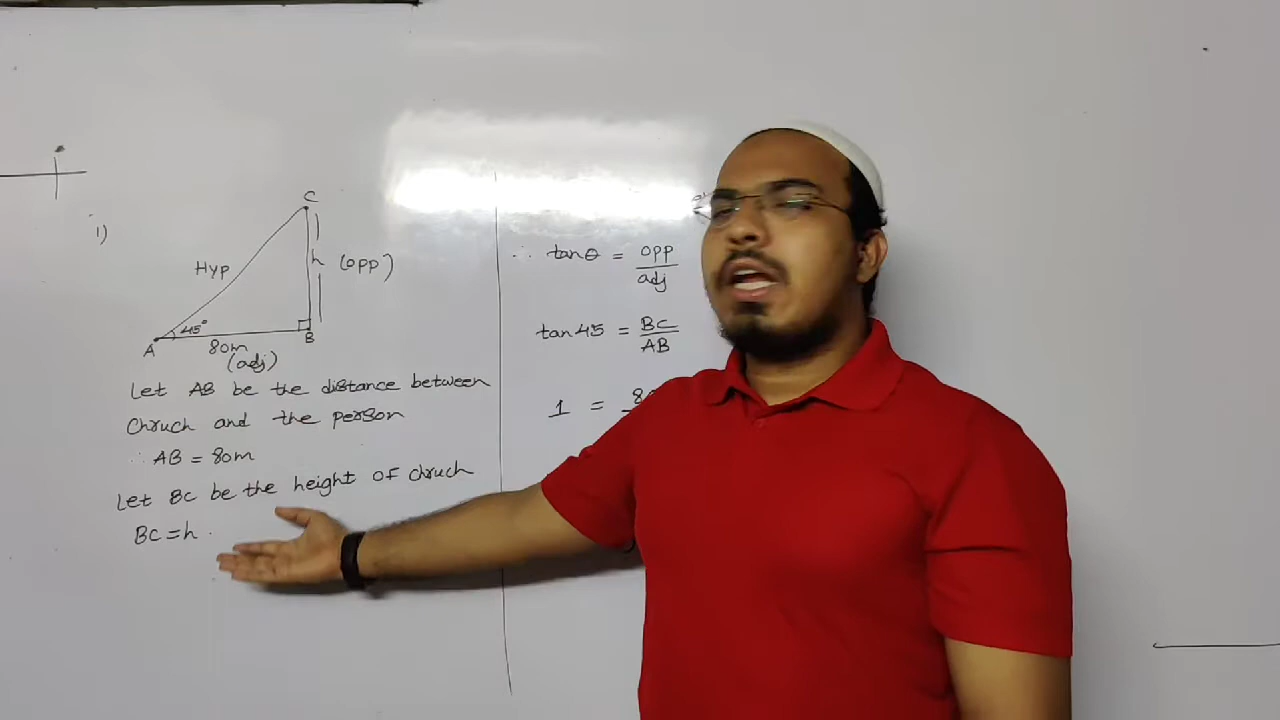 i)
C
Hyp
h (opp)
45°
A
80m
B
(adj)
Let AB be the distance between
Chruch and the person
∴ AB = 80m
Let BC be the height of chruch
BC = h .
∴ tanθ = opp
adj
tan45 = BC
AB
1 =